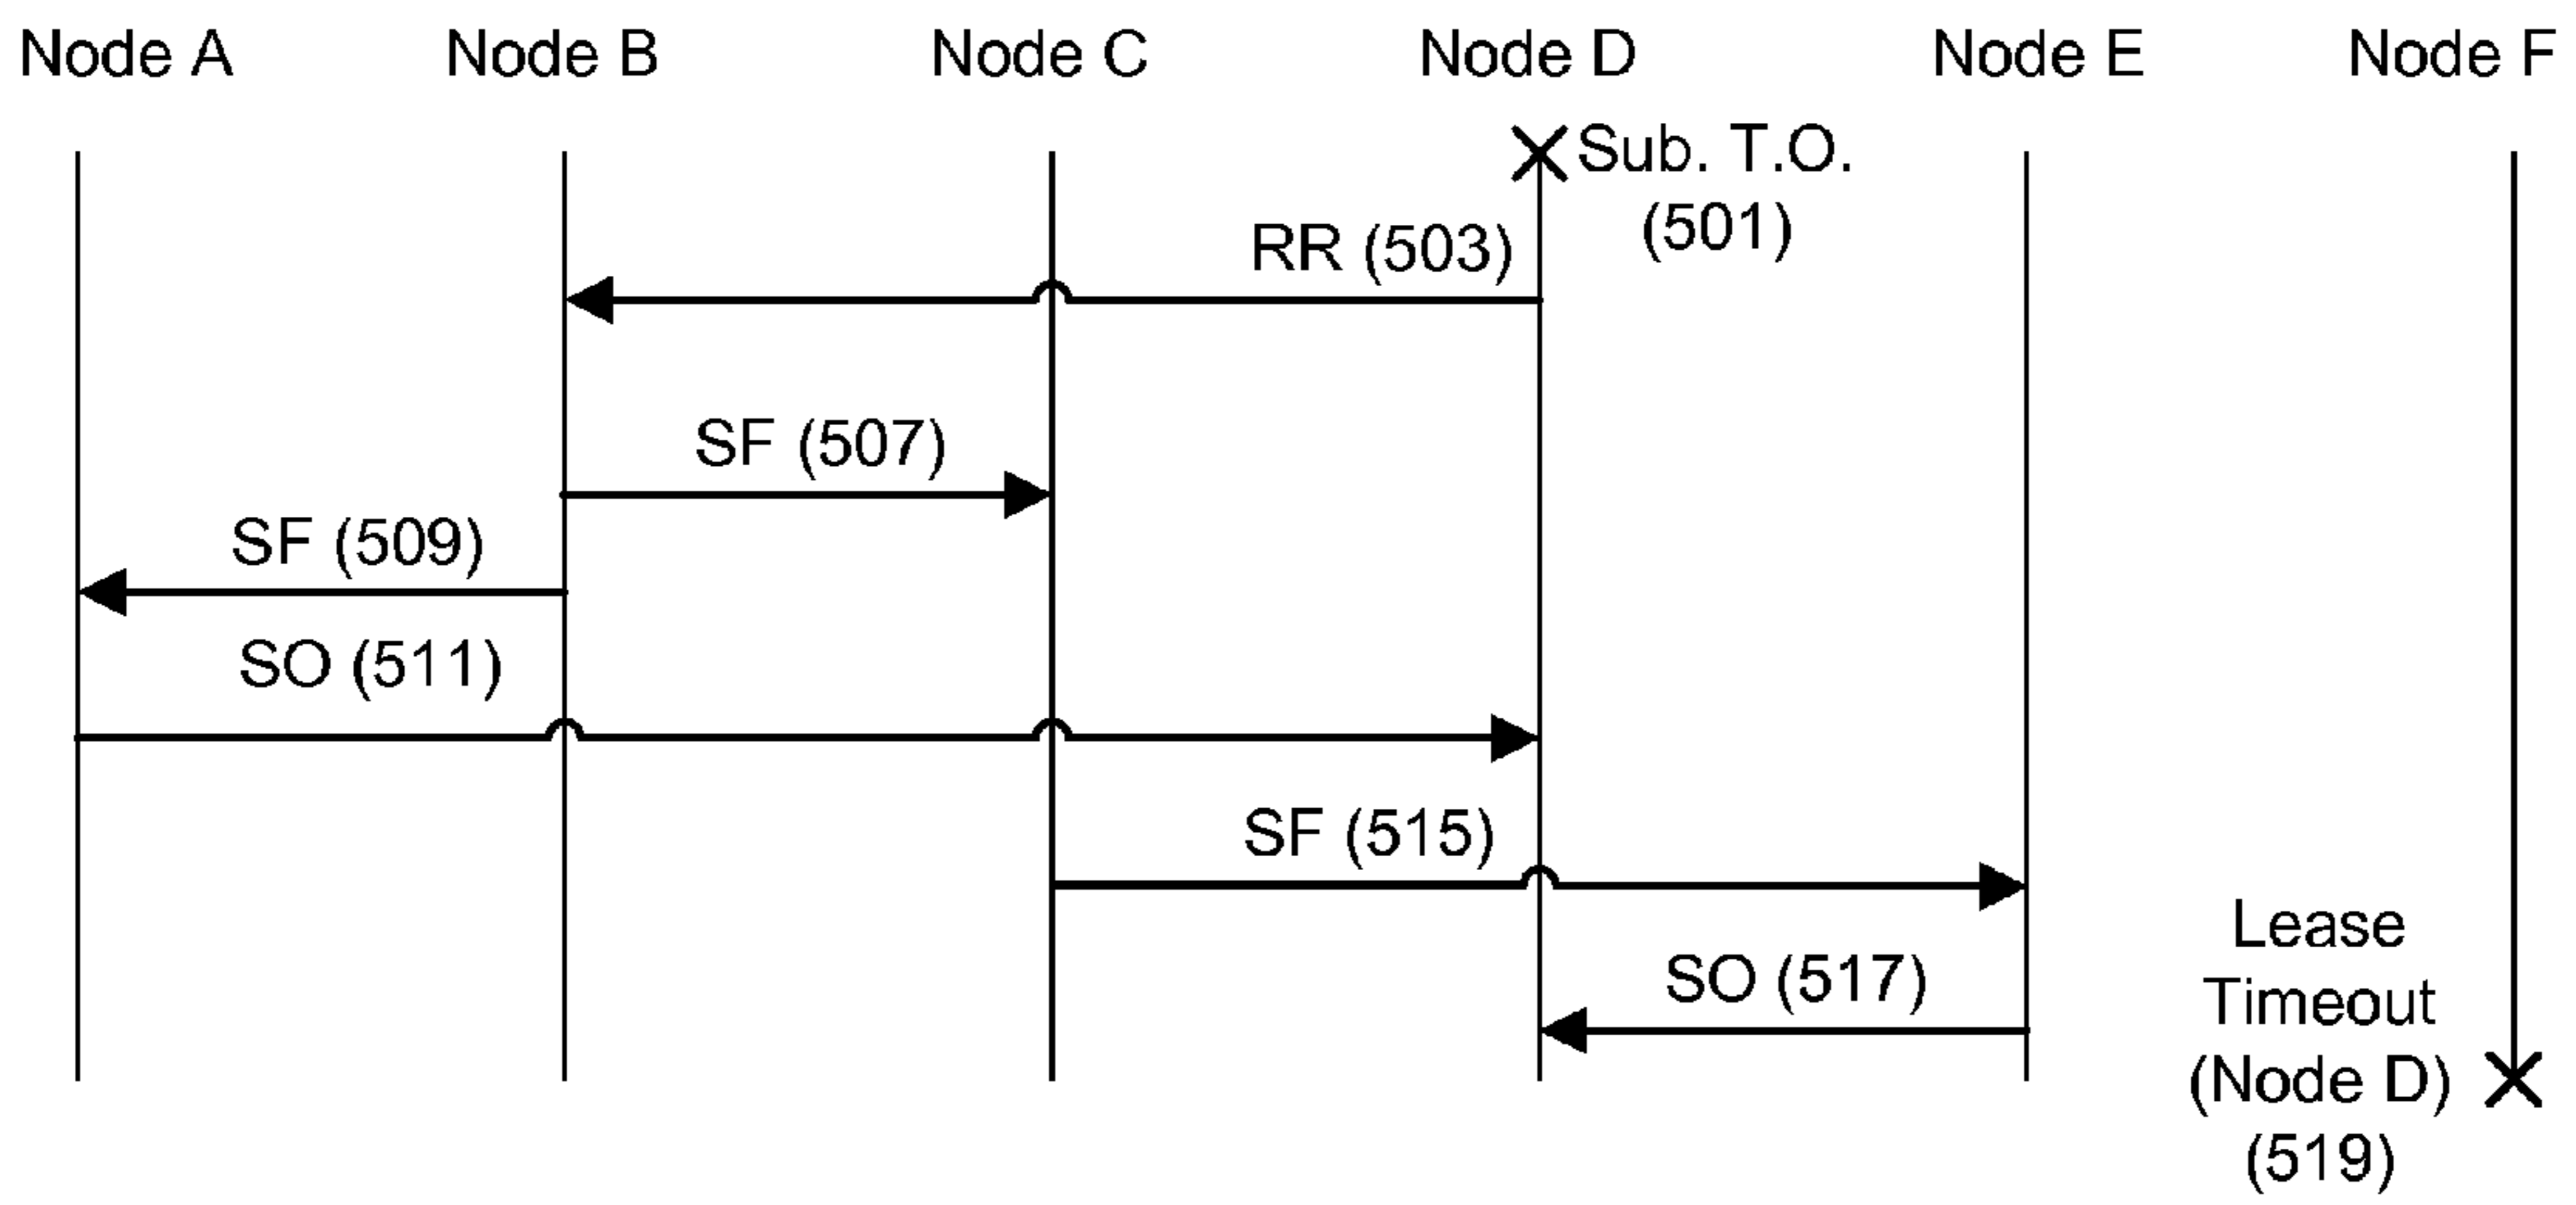 Node A
Node B
Node C
Node D
Node E
Node F
Sub. T.O.
(501)
RR (503)
SF (507)
SF (509)
SO (511)
SF (515)
SO (517)
Lease
Timeout
(Node D)
(519)